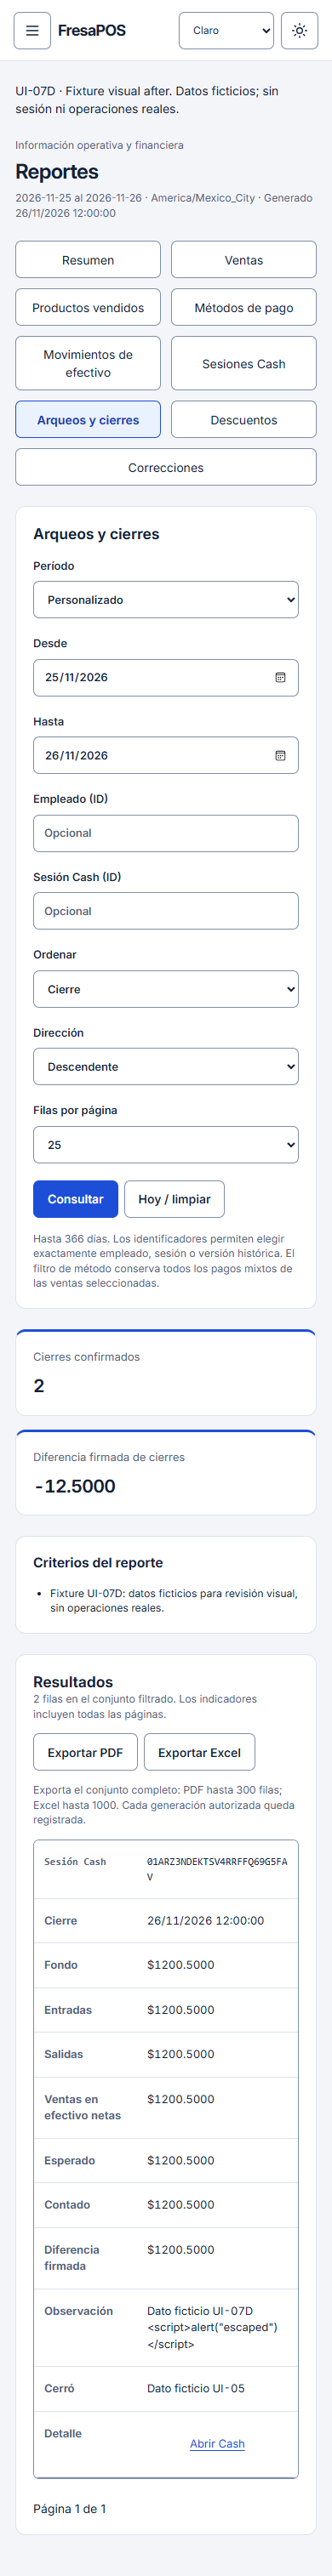 FresaPOS
Claro
UI-07D · Fixture visual after. Datos ficticios; sin
sesión ni operaciones reales.
Información operativa y financiera
Reportes
2026-11-25 al 2026-11-26 · America/Mexico_City · Generado
26/11/2026 12:00:00
Resumen
Ventas
Productos vendidos
Métodos de pago
Movimientos de
efectivo
Sesiones Cash
Arqueos y cierres
Descuentos
Correcciones
Arqueos y cierres
Período
Personalizado
Desde
25/11/2026
Hasta
26/11/2026
Empleado (ID)
Opcional
Sesión Cash (ID)
Opcional
Ordenar
Cierre
Dirección
Descendente
Filas por página
25
Consultar
Hoy / limpiar
Hasta 366 días. Los identificadores permiten elegir
exactamente empleado, sesión o versión histórica. El
filtro de método conserva todos los pagos mixtos de
las ventas seleccionadas.
Cierres confirmados
2
Diferencia firmada de cierres
-12.5000
Criterios del reporte
• Fixture UI-07D: datos ficticios para revisión visual,
sin operaciones reales.
Resultados
2 filas en el conjunto filtrado. Los indicadores
incluyen todas las páginas.
Exportar PDF
Exportar Excel
Exporta el conjunto completo: PDF hasta 300 filas;
Excel hasta 1000. Cada generación autorizada queda
registrada.
Sesión Cash 01ARZ3NDEKTSV4RRFFQ69G5FA
V
Cierre 26/11/2026 12:00:00
Fondo $1200.5000
Entradas $1200.5000
Salidas $1200.5000
Ventas en $1200.5000
efectivo netas
Esperado $1200.5000
Contado $1200.5000
Diferencia $1200.5000
firmada
Observación Dato ficticio UI-07D
<script>alert("escaped")
</script>
Cerró Dato ficticio UI-05
Detalle
Abrir Cash
Página 1 de 1